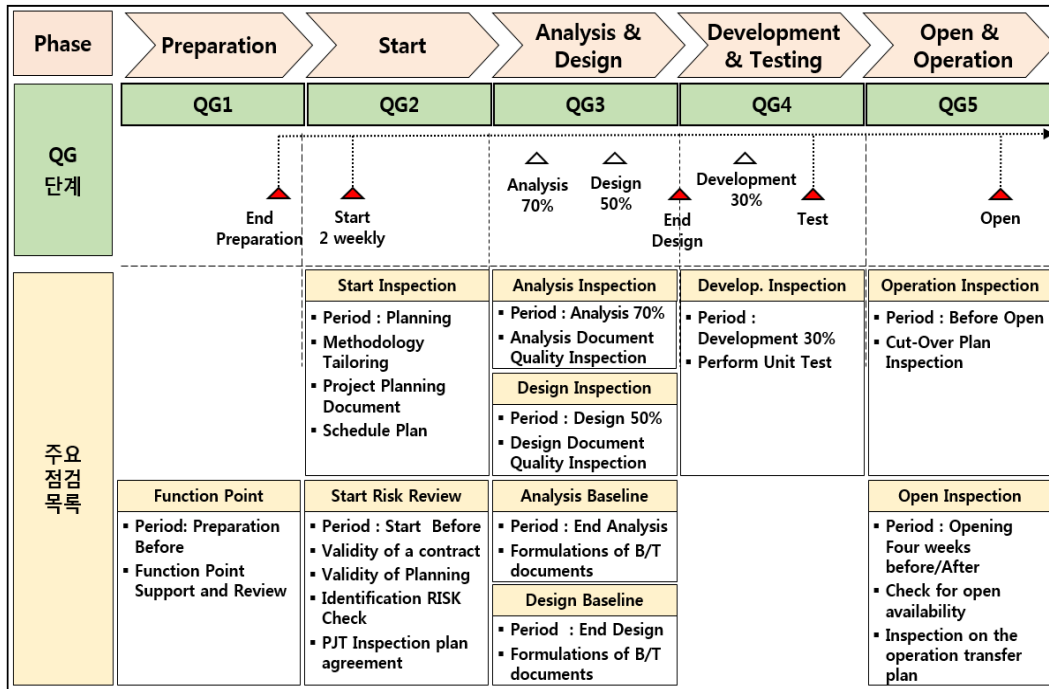 Phase
Preparation
Start
Analysis &
Design
Development
& Testing
Open &
Operation
QG
단계
QG1
QG2
QG3
QG4
QG5
End
Preparation
Start
2 weekly
Analysis
70%
Design
50%
End
Design
Development
30%
Test
Open
주요
점검
목록
Start Inspection
▪ Period : Planning
▪ Methodology
Tailoring
▪ Project Planning
Document
▪ Schedule Plan
Analysis Inspection
▪ Period : Analysis 70%
▪ Analysis Document
Quality Inspection
Design Inspection
▪ Period : Design 50%
▪ Design Document
Quality Inspection
Develop. Inspection
▪ Period :
Development 30%
▪ Perform Unit Test
Operation Inspection
▪ Period : Before Open
▪ Cut-Over Plan
Inspection
Function Point
▪ Period: Preparation
Before
▪ Function Point
Support and Review
Start Risk Review
▪ Period : Start Before
▪ Validity of a contract
▪ Validity of Planning
▪ Identification RISK
Check
▪ PJT Inspection plan
agreement
Analysis Baseline
▪ Period : End Analysis
▪ Formulations of B/T
documents
Design Baseline
▪ Period : End Design
▪ Formulations of B/T
documents
Open Inspection
▪ Period : Opening
Four weeks
before/After
▪ Check for open
availability
▪ Inspection on the
operation transfer
plan